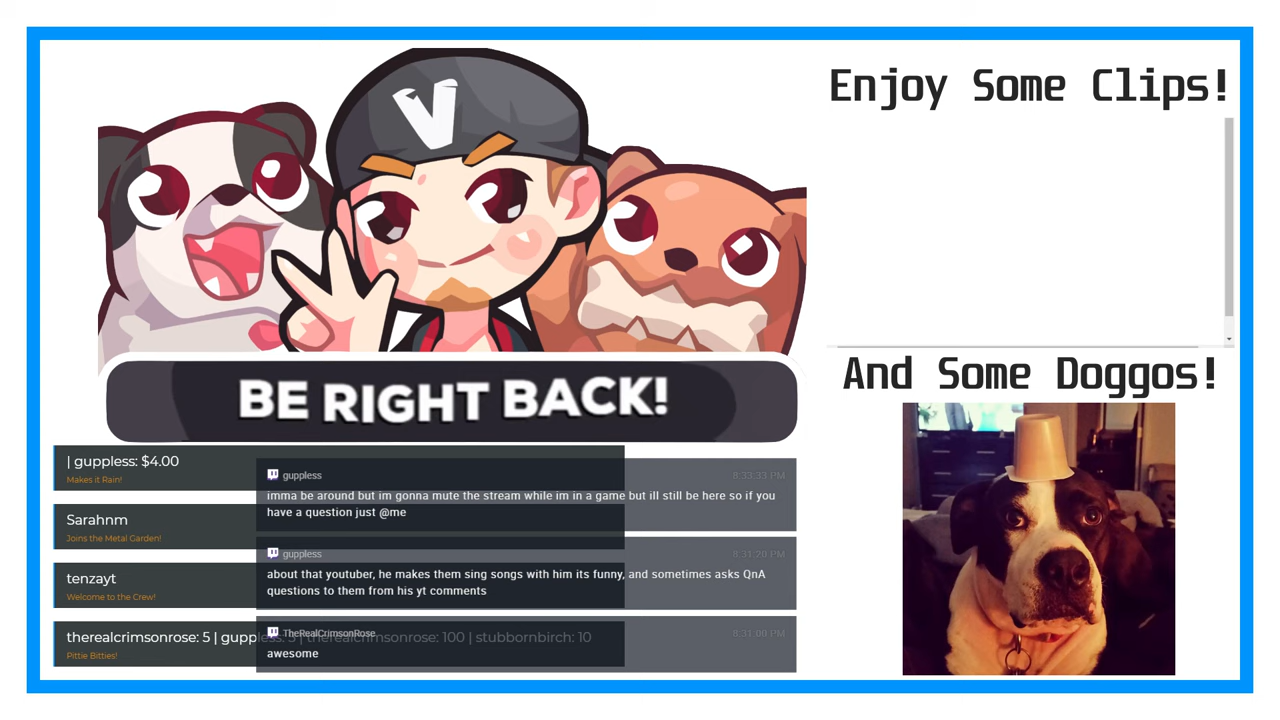 V
BE RIGHT BACK!
| guppless: $4.00
Makes it Rain!
Sarahnm
Joins the Metal Garden!
tenzayt
Welcome to the Crew!
therealcrimsonrose: 5 | guppless: 5 | therealcrimsonrose: 100 | stubbornbirch: 10
Pittie Bitties!
guppless 8:33:33 PM
imma be around but im gonna mute the stream while im in a game but ill still be here so if you
have a question just @me
guppless 8:31:20 PM
about that youtuber, he makes them sing songs with him its funny, and sometimes asks QnA
questions to them from his yt comments
TheRealCrimsonRose 8:31:00 PM
awesome
Enjoy Some Clips!
And Some Doggos!